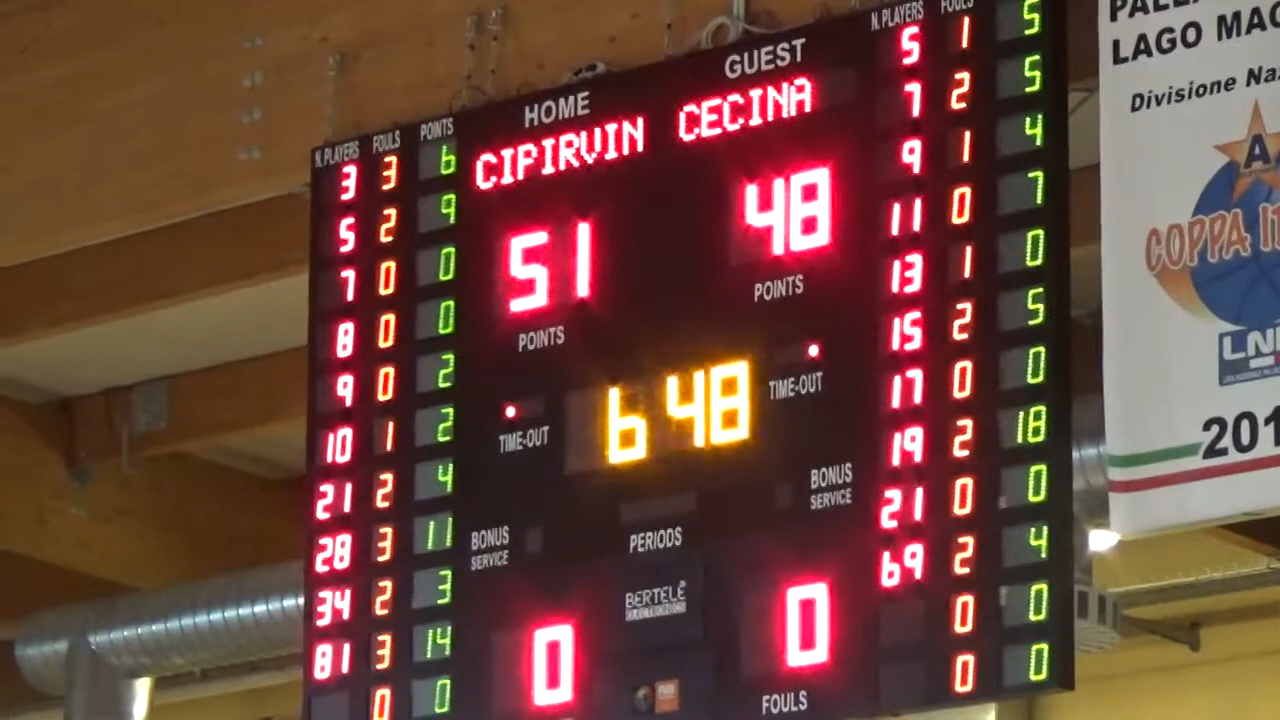 HOME GUEST
CIPIRVIN CECINA
51 48
POINTS POINTS
6 48
TIME-OUT TIME-OUT
BONUS SERVICE BONUS SERVICE
PERIODS
BERTELÈ
ELECTRONICS
0 0
FOULS
N. PLAYERS FOULS POINTS
3 3 6
5 2 9
7 0 0
8 0 0
9 0 2
10 1 2
21 2 4
28 3 11
34 2 3
81 3 14
0 0
N. PLAYERS FOULS
5 1 5
7 2 5
9 1 4
11 0 7
13 1 0
15 2 5
17 0 0
19 2 18
21 0 0
69 2 4
0 0
0 0
LAGO MAG
Divisione Naz
A
COPPA IT
LNP
201